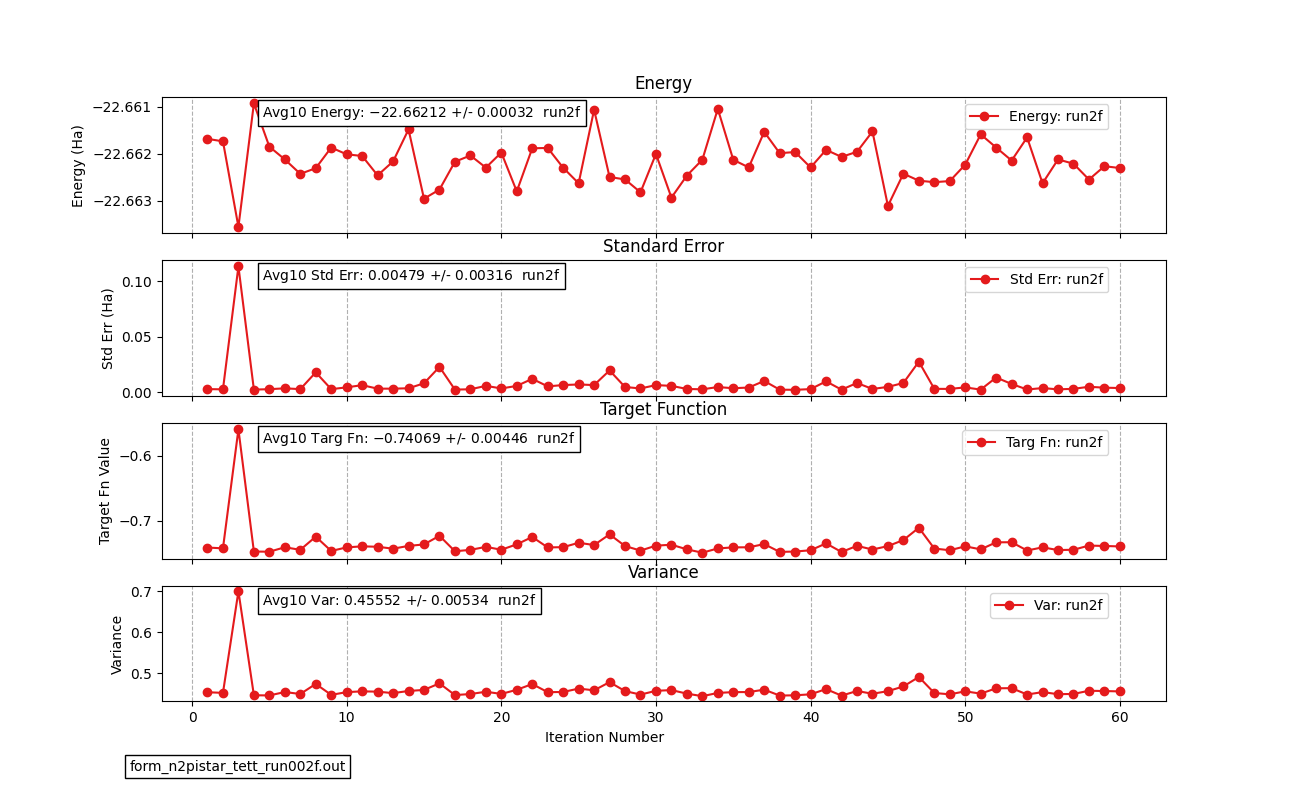 Energy
Energy (Ha)
−22.661
−22.662
−22.663
Avg10 Energy: −22.66212 +/- 0.00032 run2f
Energy: run2f
Standard Error
Std Err (Ha)
0.10
0.05
0.00
Avg10 Std Err: 0.00479 +/- 0.00316 run2f
Std Err: run2f
Target Function
Target Fn Value
−0.6
−0.7
Avg10 Targ Fn: −0.74069 +/- 0.00446 run2f
Targ Fn: run2f
Variance
Variance
0.7
0.6
0.5
Avg10 Var: 0.45552 +/- 0.00534 run2f
Var: run2f
0 10 20 30 40 50 60
Iteration Number
form_n2pistar_tett_run002f.out